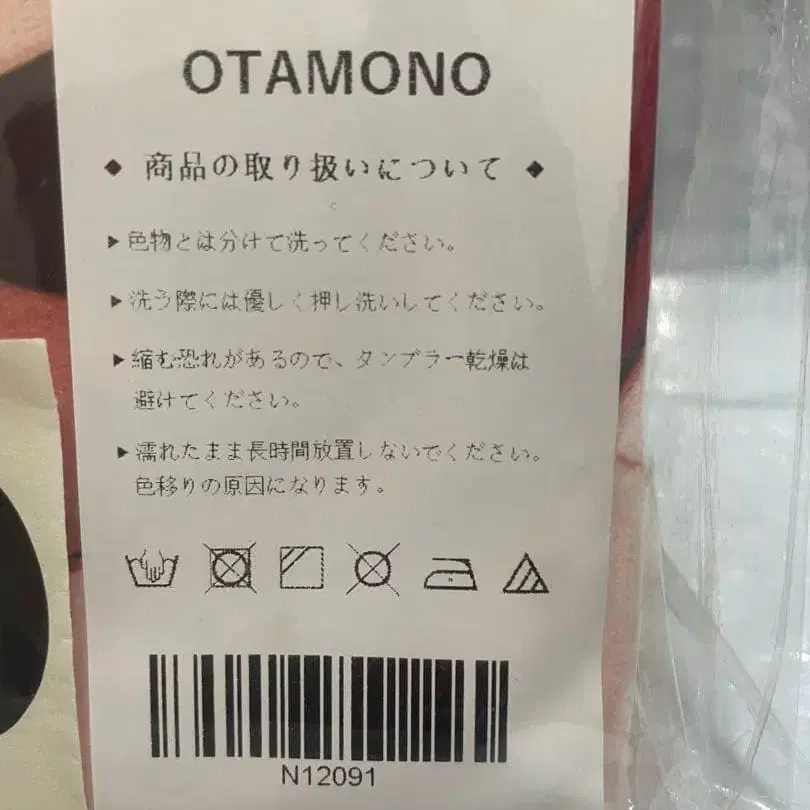 OTAMONO
◆ 商品の取り扱いについて ◆
▶色物とは分けて洗ってください。
▶洗う際には優しく押し洗いしてください。
▶縮む恐れがあるので、タンブラー乾燥は
避けてください。
▶濡れたまま長時間放置しないでください。
色移りの原因になります。
N12091